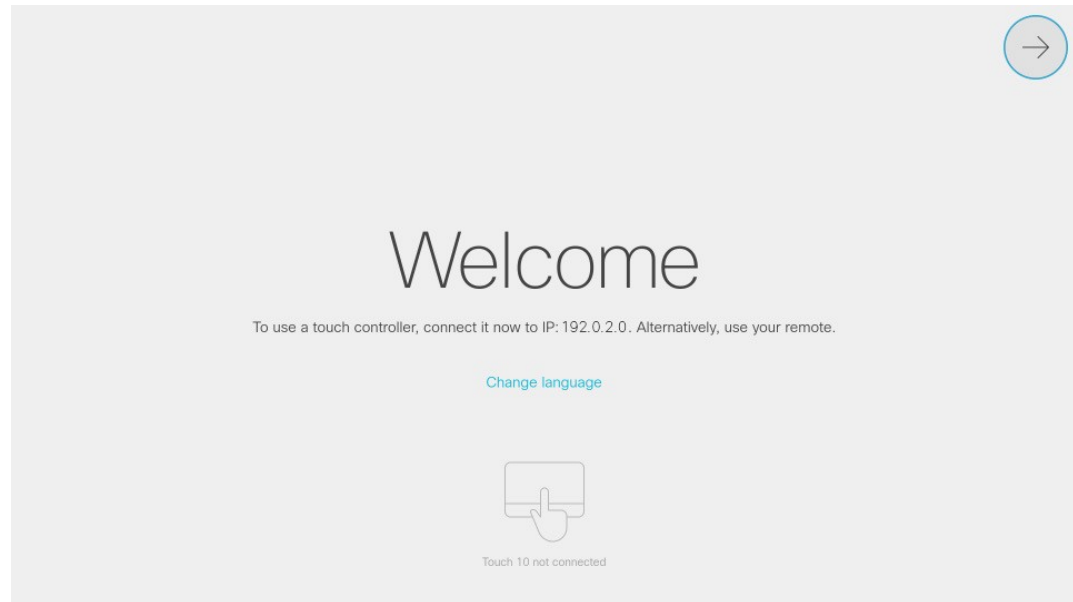 Welcome
To use a touch controller, connect it now to IP: 192.0.2.0. Alternatively, use your remote.
Change language
Touch 10 not connected